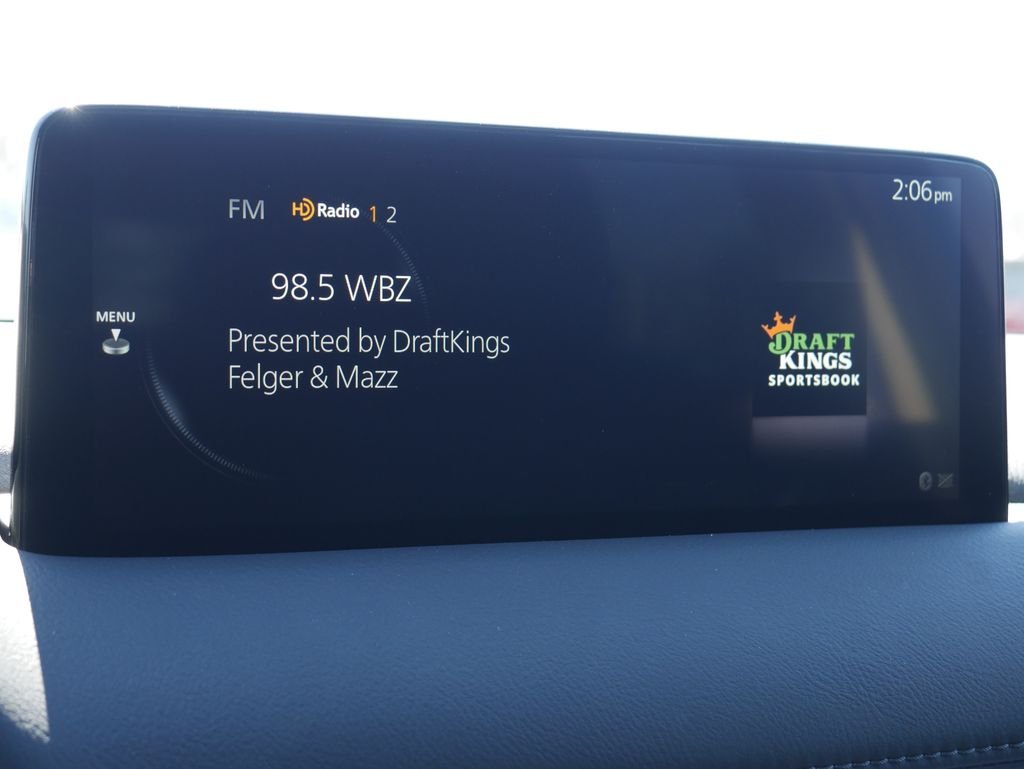 2:06 pm
FM HD Radio 1 2
98.5 WBZ
MENU
Presented by DraftKings
Felger & Mazz
DRAFT
KINGS
SPORTSBOOK